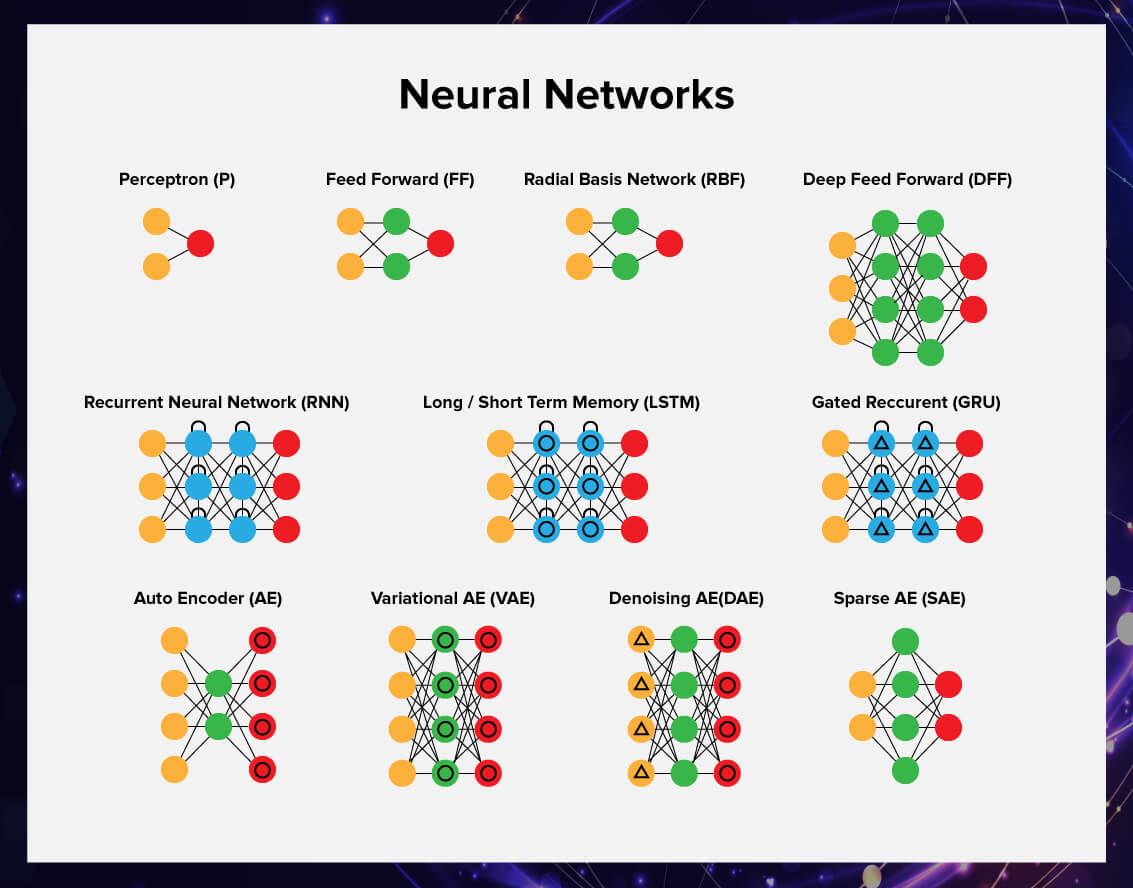 Neural Networks
Perceptron (P)
Feed Forward (FF)
Radial Basis Network (RBF)
Deep Feed Forward (DFF)
Recurrent Neural Network (RNN)
Long / Short Term Memory (LSTM)
Gated Reccurent (GRU)
Auto Encoder (AE)
Variational AE (VAE)
Denoising AE(DAE)
Sparse AE (SAE)